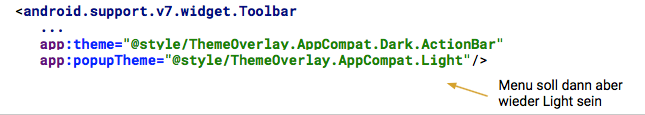 <android.support.v7.widget.Toolbar
...
app:theme="@style/ThemeOverlay.AppCompat.Dark.ActionBar"
app:popupTheme="@style/ThemeOverlay.AppCompat.Light"/>
Menu soll dann aber
wieder Light sein